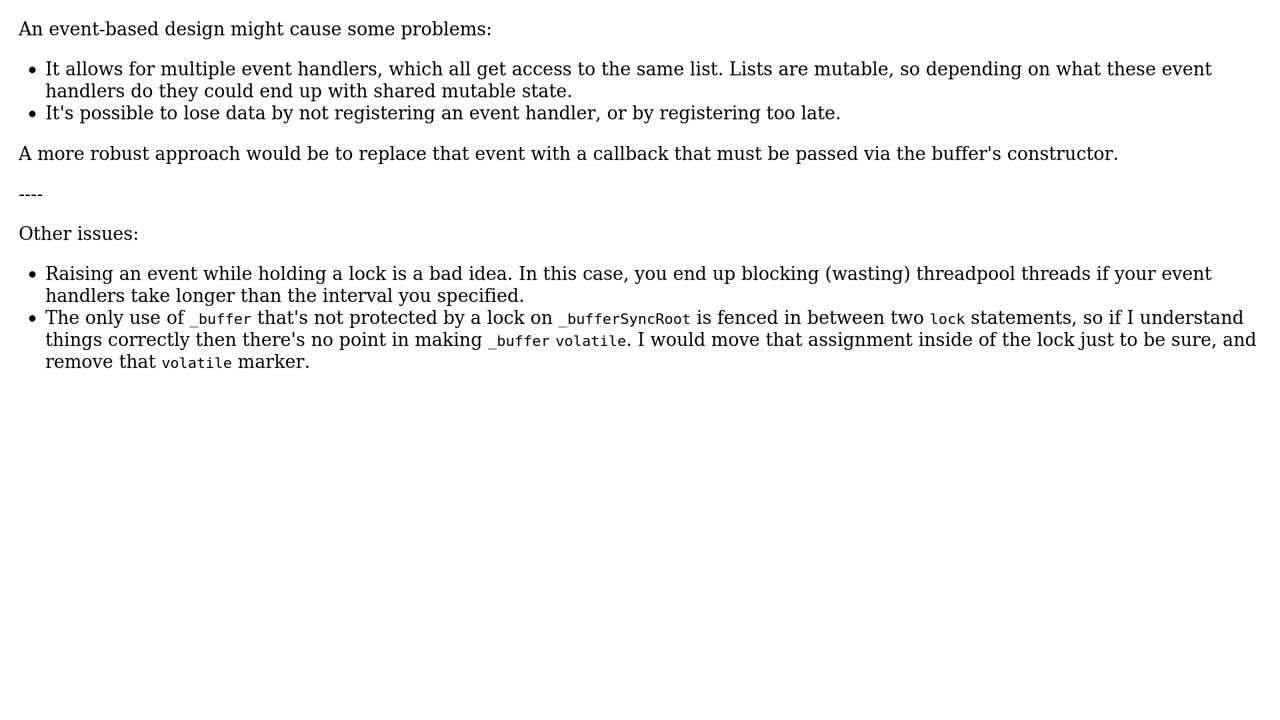 An event-based design might cause some problems:
• It allows for multiple event handlers, which all get access to the same list. Lists are mutable, so depending on what these event
handlers do they could end up with shared mutable state.
• It's possible to lose data by not registering an event handler, or by registering too late.
A more robust approach would be to replace that event with a callback that must be passed via the buffer's constructor.
----
Other issues:
• Raising an event while holding a lock is a bad idea. In this case, you end up blocking (wasting) threadpool threads if your event
handlers take longer than the interval you specified.
• The only use of _buffer that's not protected by a lock on _bufferSyncRoot is fenced in between two lock statements, so if I understand
things correctly then there's no point in making _buffer volatile. I would move that assignment inside of the lock just to be sure, and
remove that volatile marker.